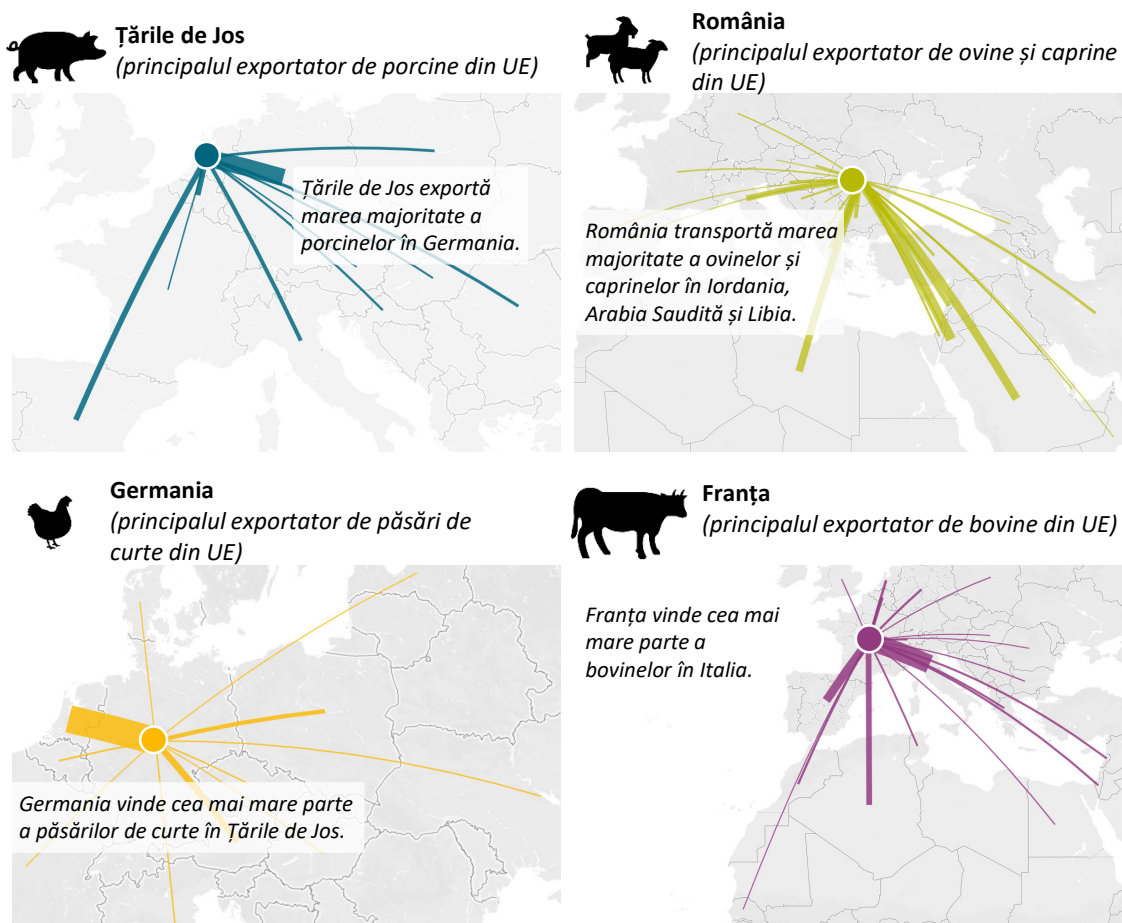 Țările de Jos
(principalul exportator de porcine din UE)
Țările de Jos exportă
marea majoritate a
porcinelor în Germania.
România
(principalul exportator de ovine și caprine
din UE)
România transportă marea
majoritate a ovinelor și
caprinelor în Iordania,
Arabia Saudită și Libia.
Germania
(principalul exportator de păsări de
curte din UE)
Germania vinde cea mai mare parte
a păsărilor de curte în Țările de Jos.
Franța
(principalul exportator de bovine din UE)
Franța vinde cea mai
mare parte a
bovinelor în Italia.